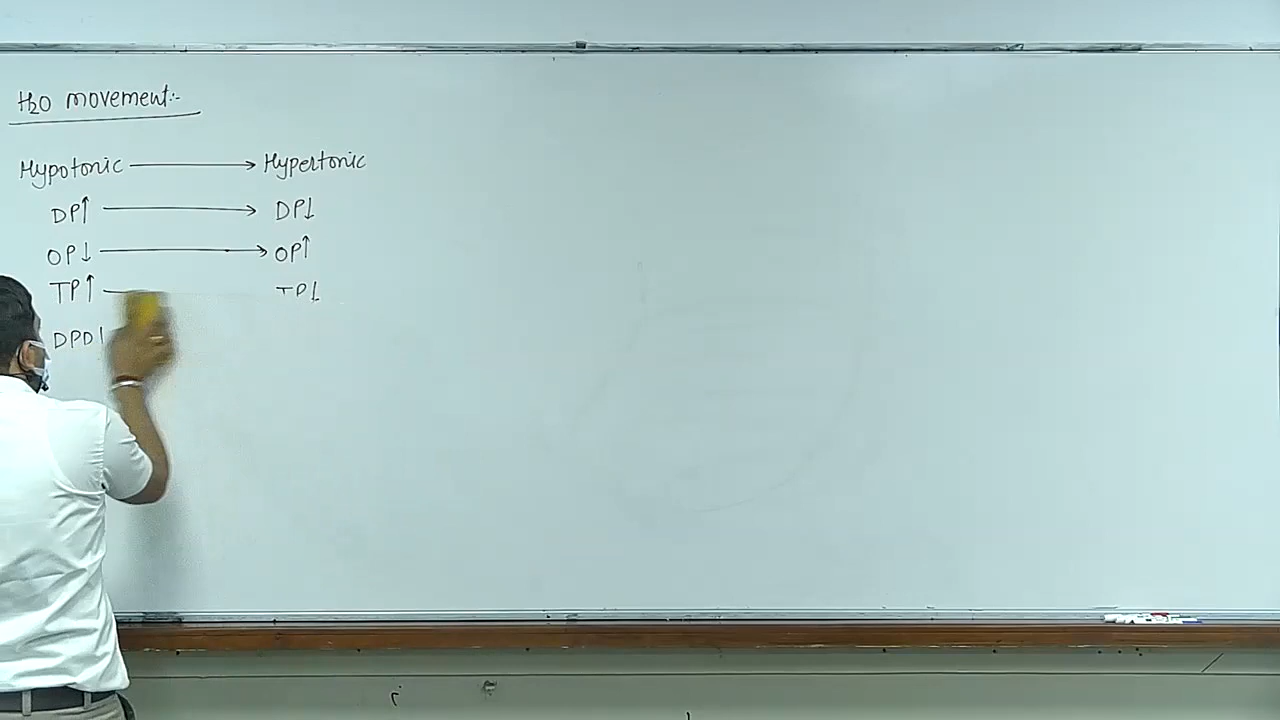 H₂O movement:-
Hypotonic ⟶ Hypertonic
DP↑ ⟶ DP↓
OP↓ ⟶ OP↑
TP↑ — TP↓
DPD